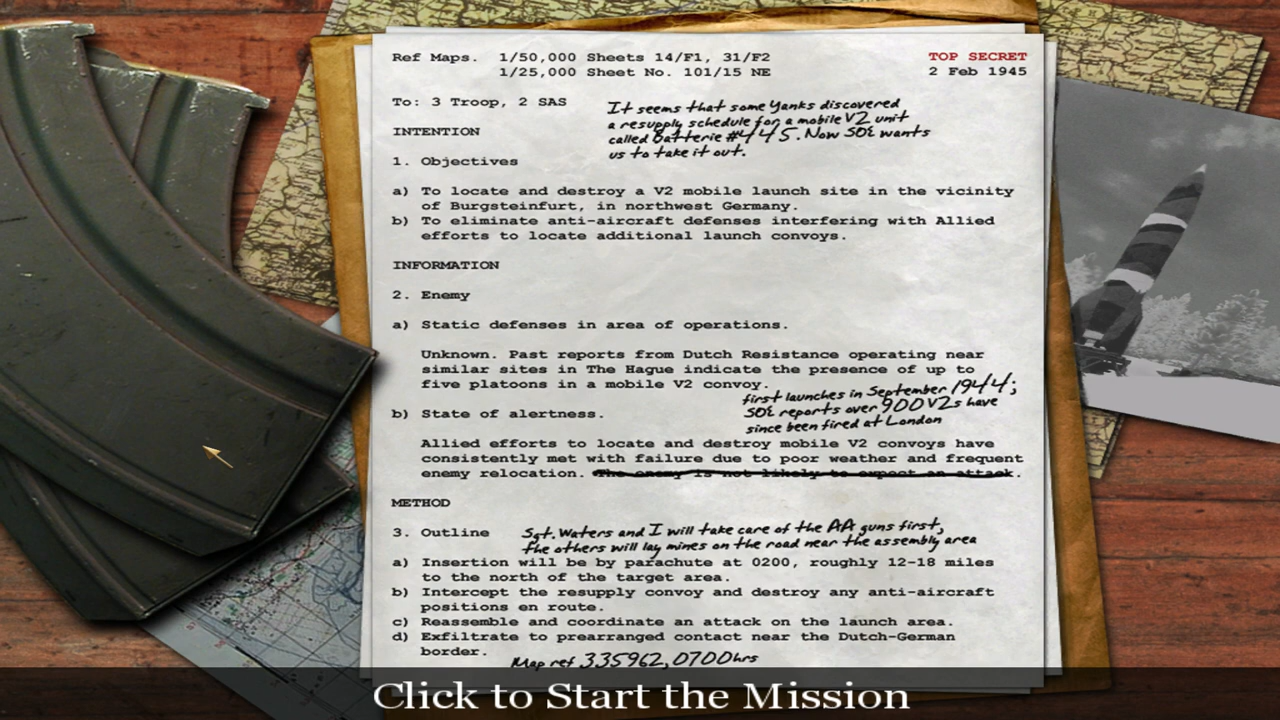 Ref Maps. 1/50,000 Sheets 14/F1, 31/F2
TOP SECRET
1/25,000 Sheet No. 101/15 NE
2 Feb 1945
To: 3 Troop, 2 SAS
It seems that some Yanks discovered
a resupply schedule for a mobile V2 unit
called Batterie #445. Now SOE wants
us to take it out.
INTENTION
1. Objectives
a) To locate and destroy a V2 mobile launch site in the vicinity
of Burgsteinfurt, in northwest Germany.
b) To eliminate anti-aircraft defenses interfering with Allied
efforts to locate additional launch convoys.
INFORMATION
2. Enemy
a) Static defenses in area of operations.
Unknown. Past reports from Dutch Resistance operating near
similar sites in The Hague indicate the presence of up to
five platoons in a mobile V2 convoy.
first launches in September 1944;
SOE reports over 900 V2s have
since been fired at London
b) State of alertness.
Allied efforts to locate and destroy mobile V2 convoys have
consistently met with failure due to poor weather and frequent
enemy relocation. The enemy is not likely to expect an attack.
METHOD
3. Outline
Sgt. Waters and I will take care of the AA guns first,
the others will lay mines on the road near the assembly area
a) Insertion will be by parachute at 0200, roughly 12-18 miles
to the north of the target area.
b) Intercept the resupply convoy and destroy any anti-aircraft
positions en route.
c) Reassemble and coordinate an attack on the launch area.
d) Exfiltrate to prearranged contact near the Dutch-German
border.
Map ref 335962, 0700hrs
Click to Start the Mission